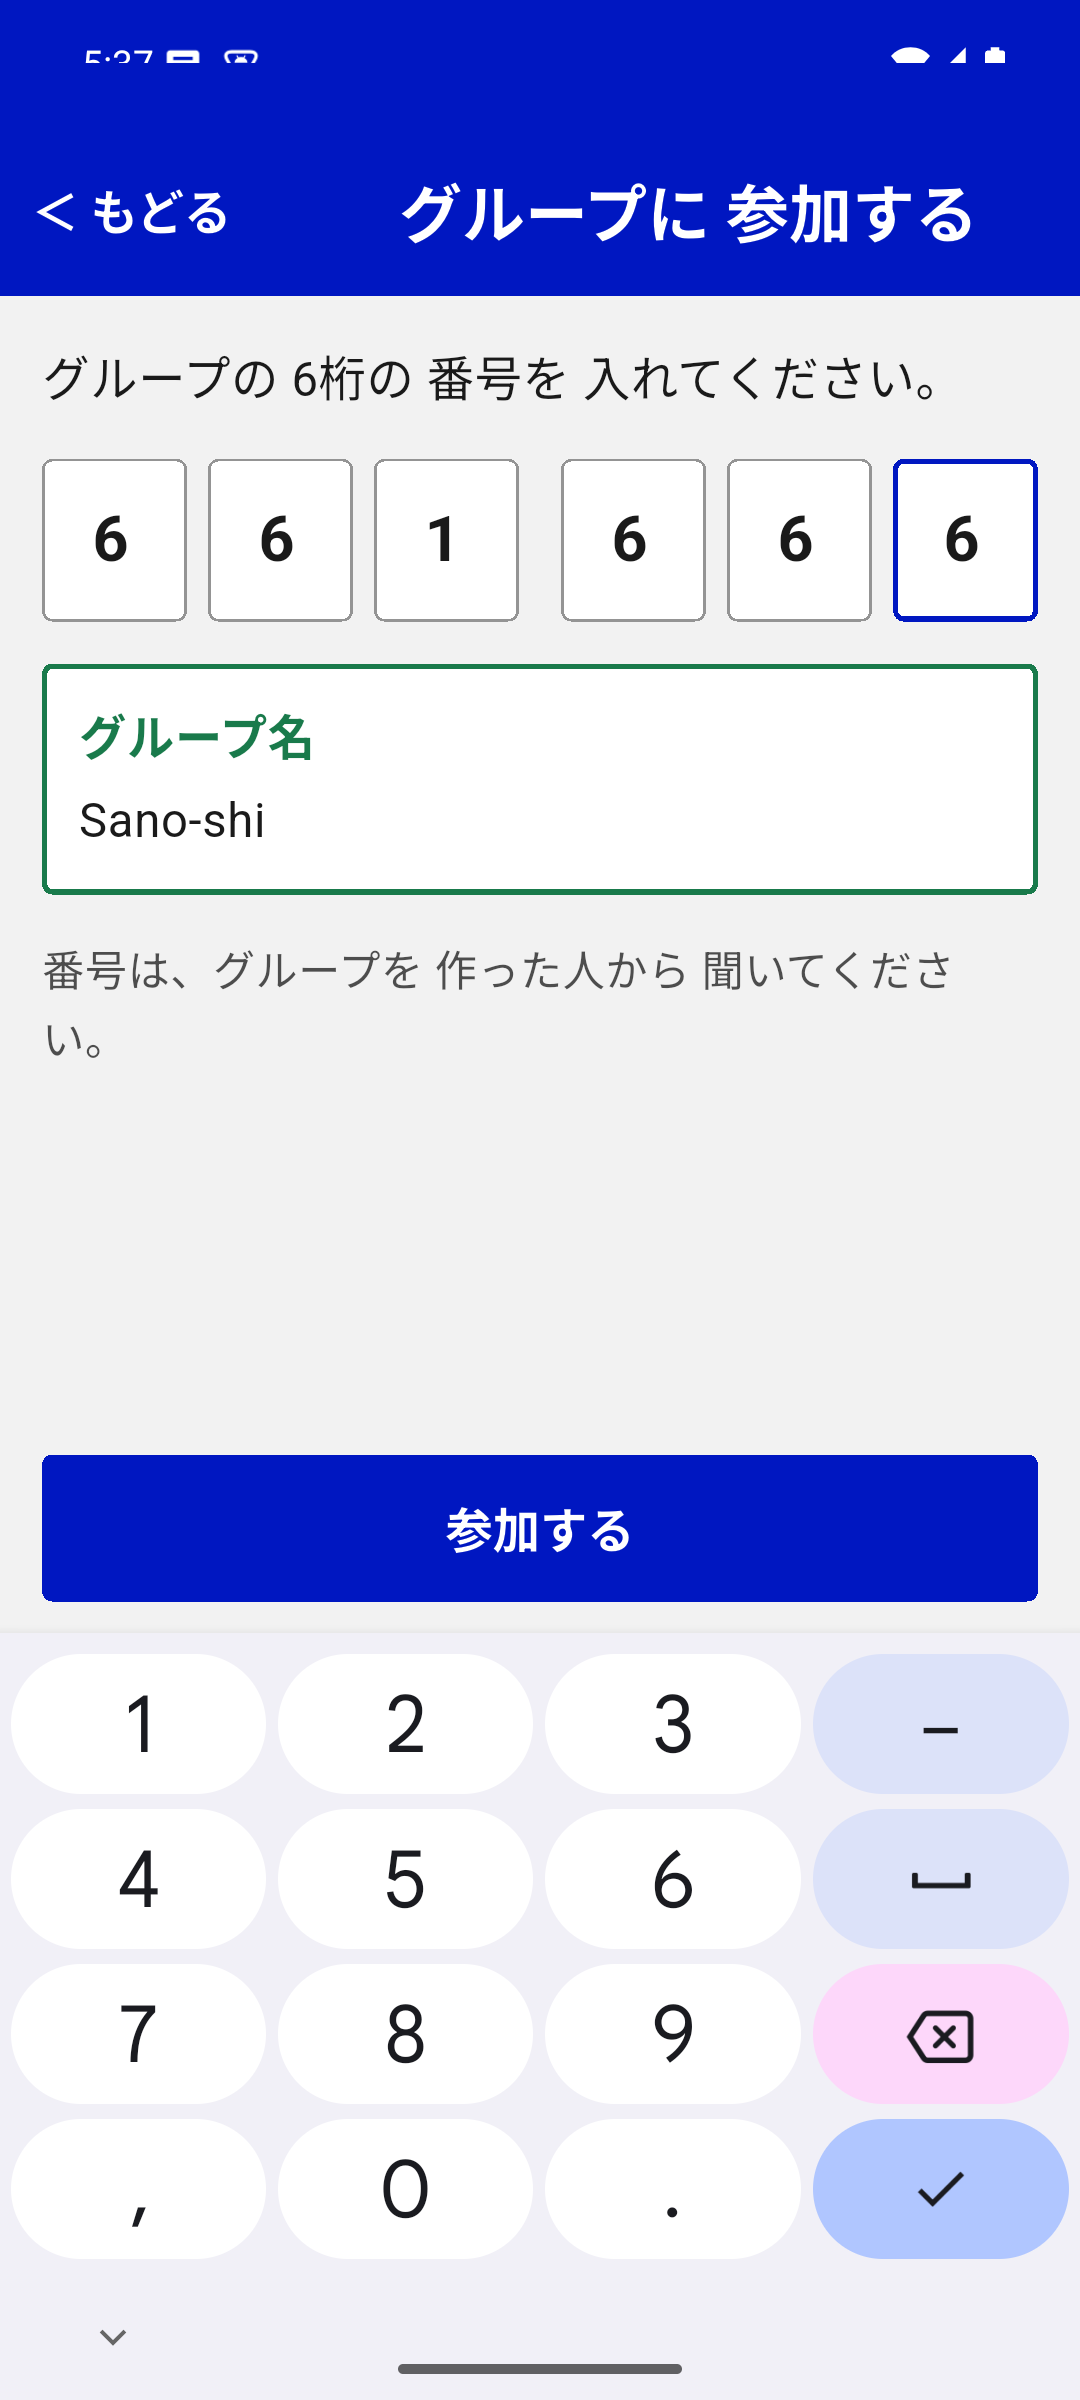 5:37
< もどる
グループに 参加する
グループの 6桁の 番号を 入れてください。
6 6 1 6 6 6
グループ名
Sano-shi
番号は、グループを 作った人から 聞いてくださ
い。
参加する
1 2 3 –
4 5 6
7 8 9
, 0 .